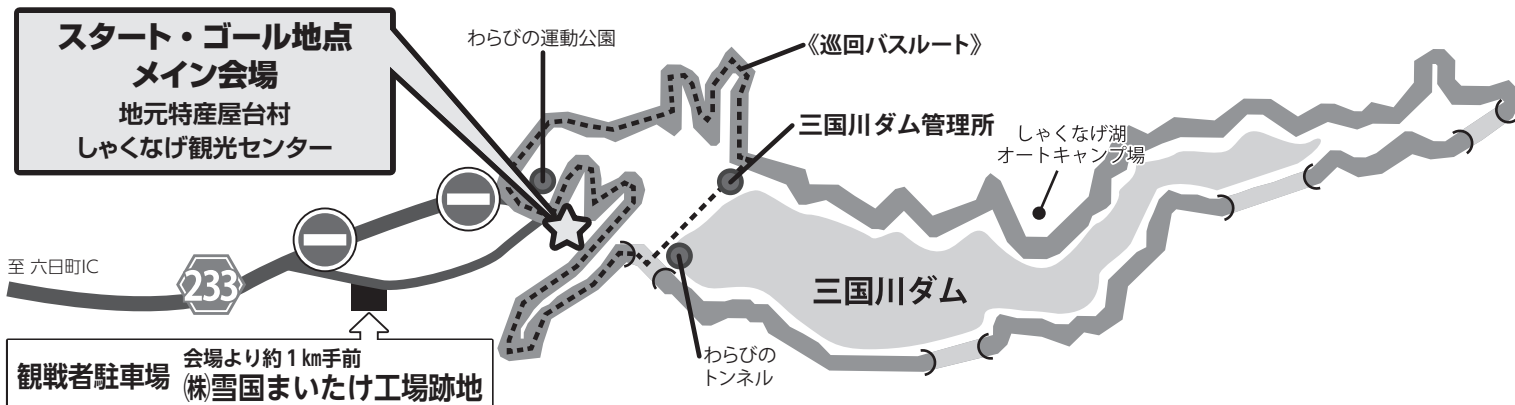 スタート・ゴール地点
メイン会場
地元特産屋台村
しゃくなげ観光センター
わらびの運動公園
《巡回バスルート》
三国川ダム管理所
しゃくなげ湖
オートキャンプ場
至 六日町IC
233
三国川ダム
わらびの
トンネル
観戦者駐車場
会場より約1㎞手前
㈱雪国まいたけ工場跡地